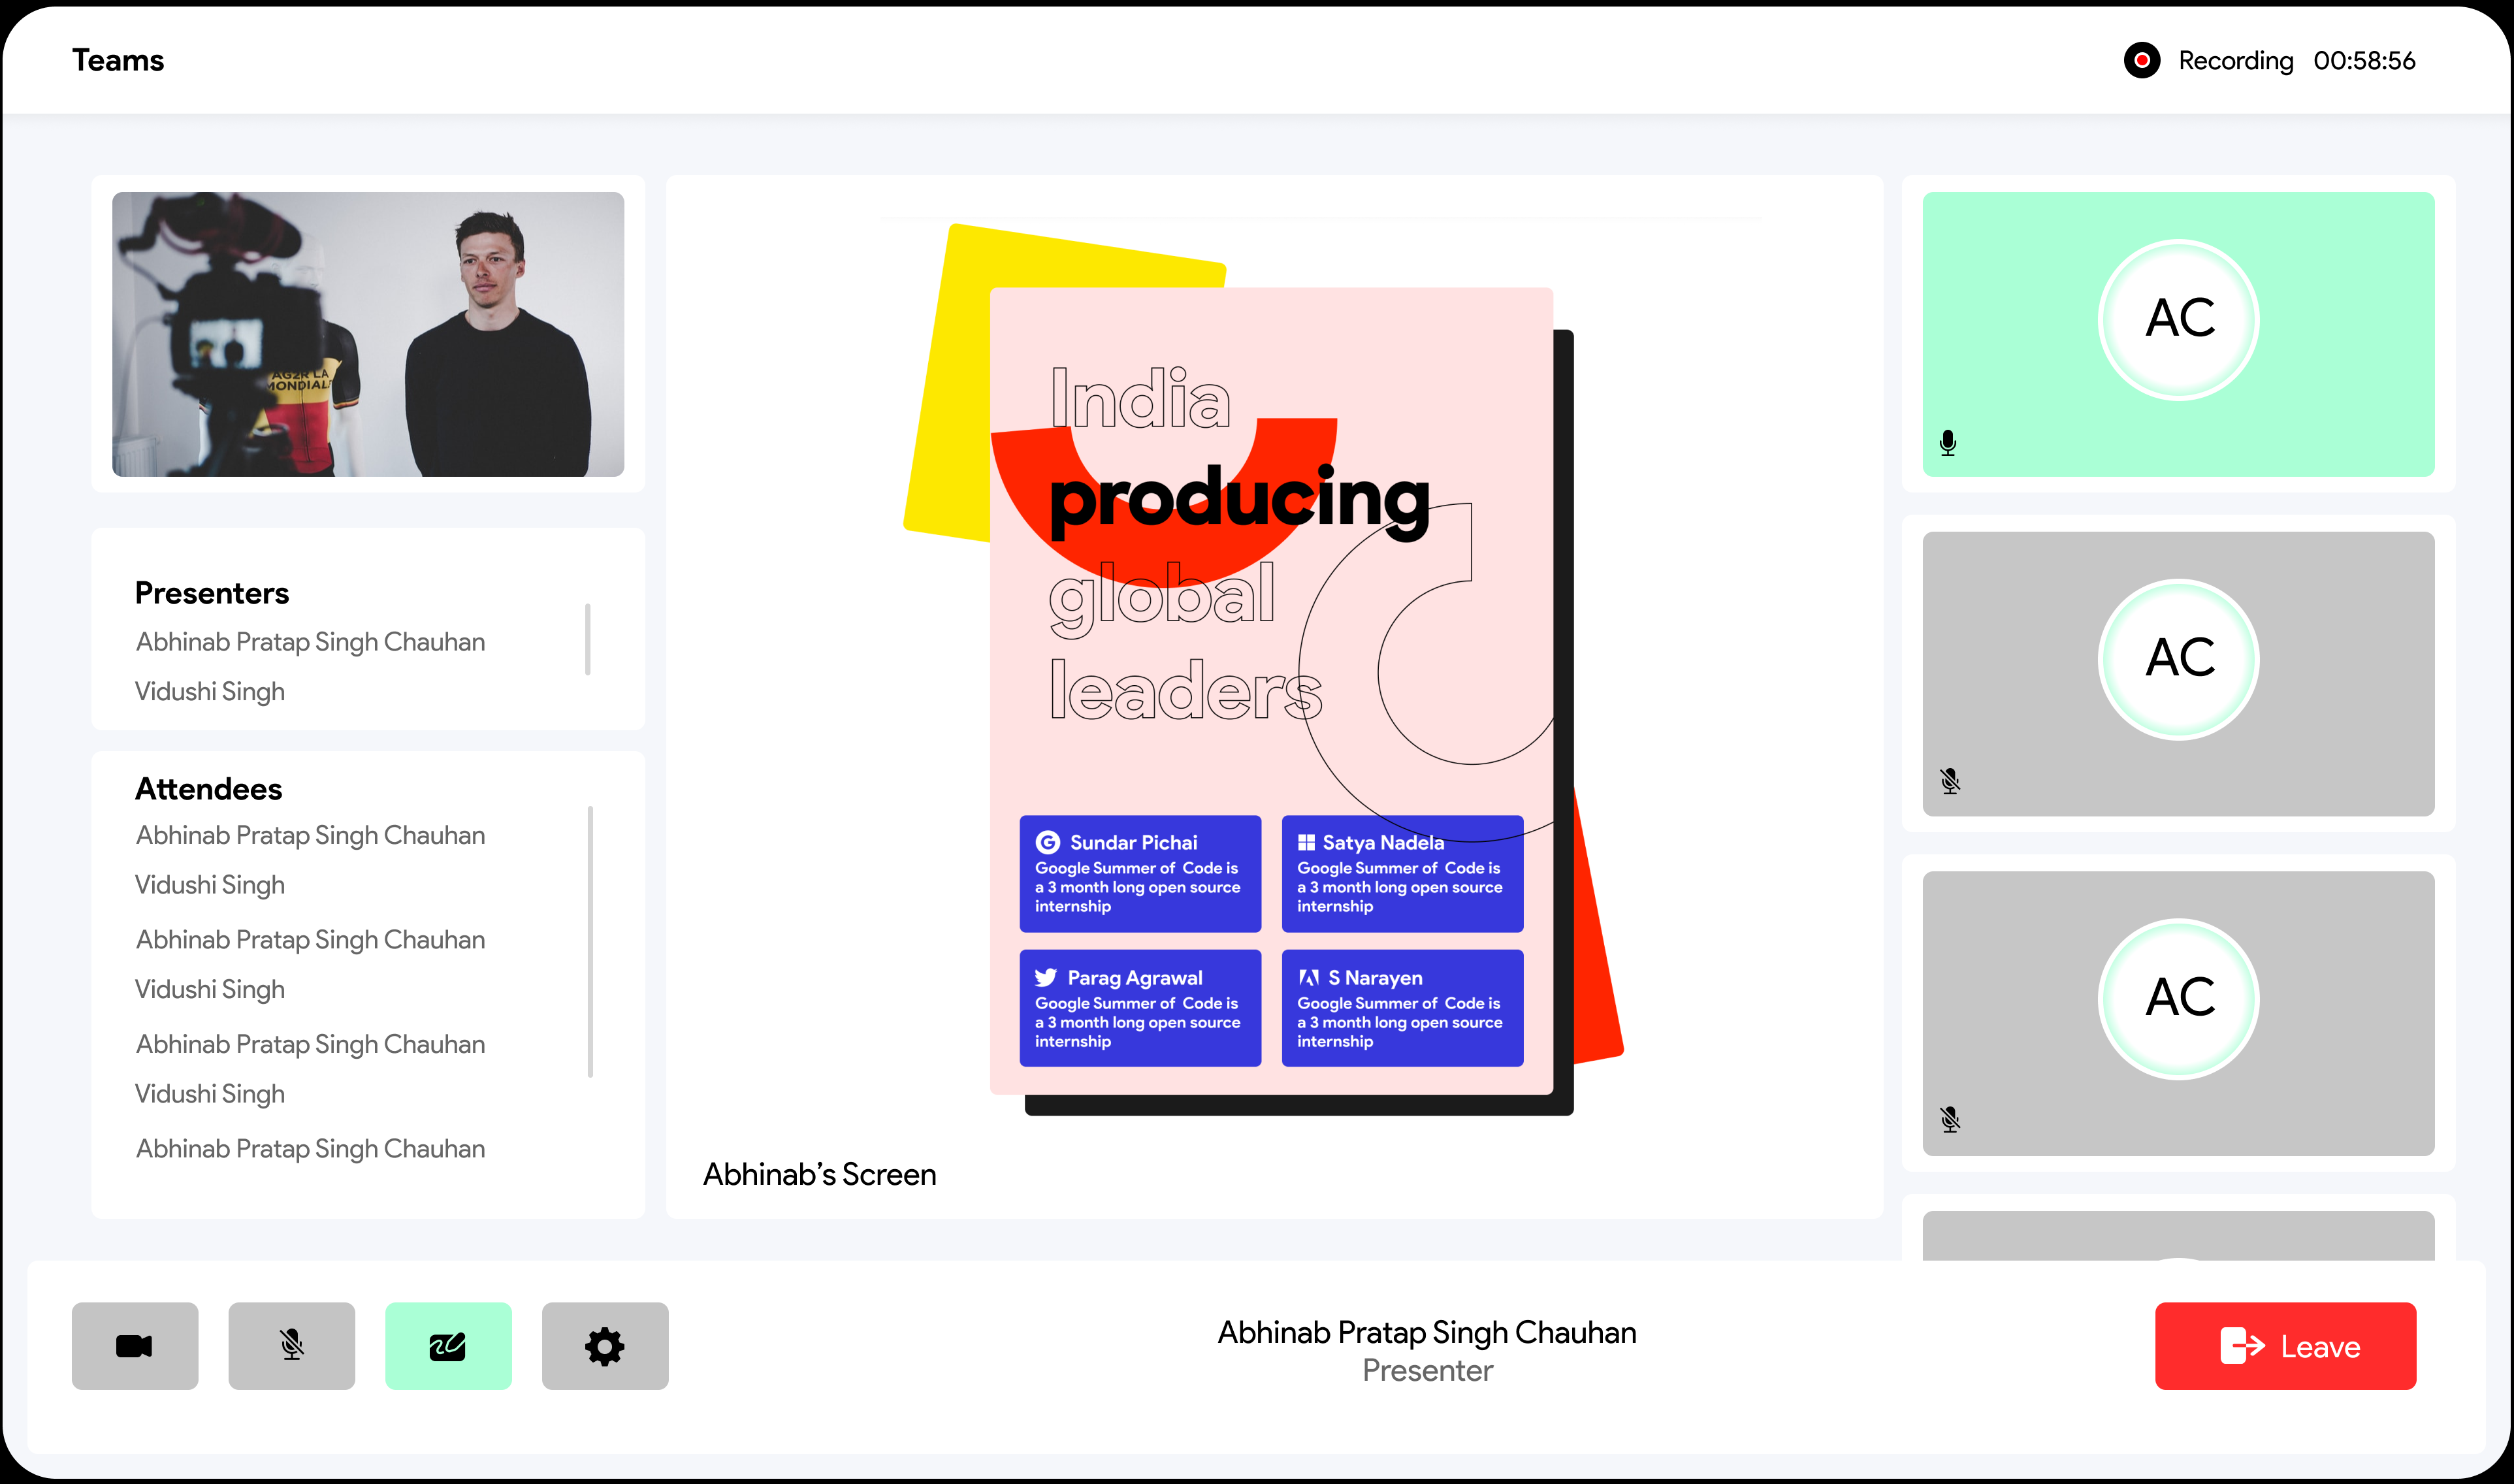 Teams
Recording 00:58:56
AG2R LA
MONDIAL
Presenters
Abhinab Pratap Singh Chauhan
Vidushi Singh
Attendees
Abhinab Pratap Singh Chauhan
Vidushi Singh
Abhinab Pratap Singh Chauhan
Vidushi Singh
Abhinab Pratap Singh Chauhan
Vidushi Singh
Abhinab Pratap Singh Chauhan
India
producing
global
leaders
G Sundar Pichai
Google Summer of Code is
a 3 month long open source
internship
Satya Nadela
Google Summer of Code is
a 3 month long open source
internship
Parag Agrawal
Google Summer of Code is
a 3 month long open source
internship
S Narayen
Google Summer of Code is
a 3 month long open source
internship
Abhinab’s Screen
AC
AC
AC
Abhinab Pratap Singh Chauhan
Presenter
Leave